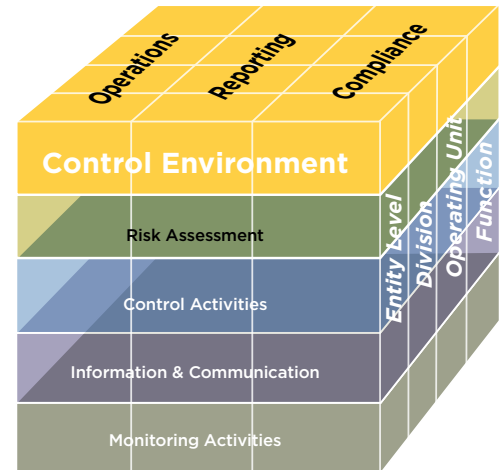 Operations
Reporting
Compliance
Control Environment
Risk Assessment
Control Activities
Information & Communication
Monitoring Activities
Entity Level
Division
Operating Unit
Function